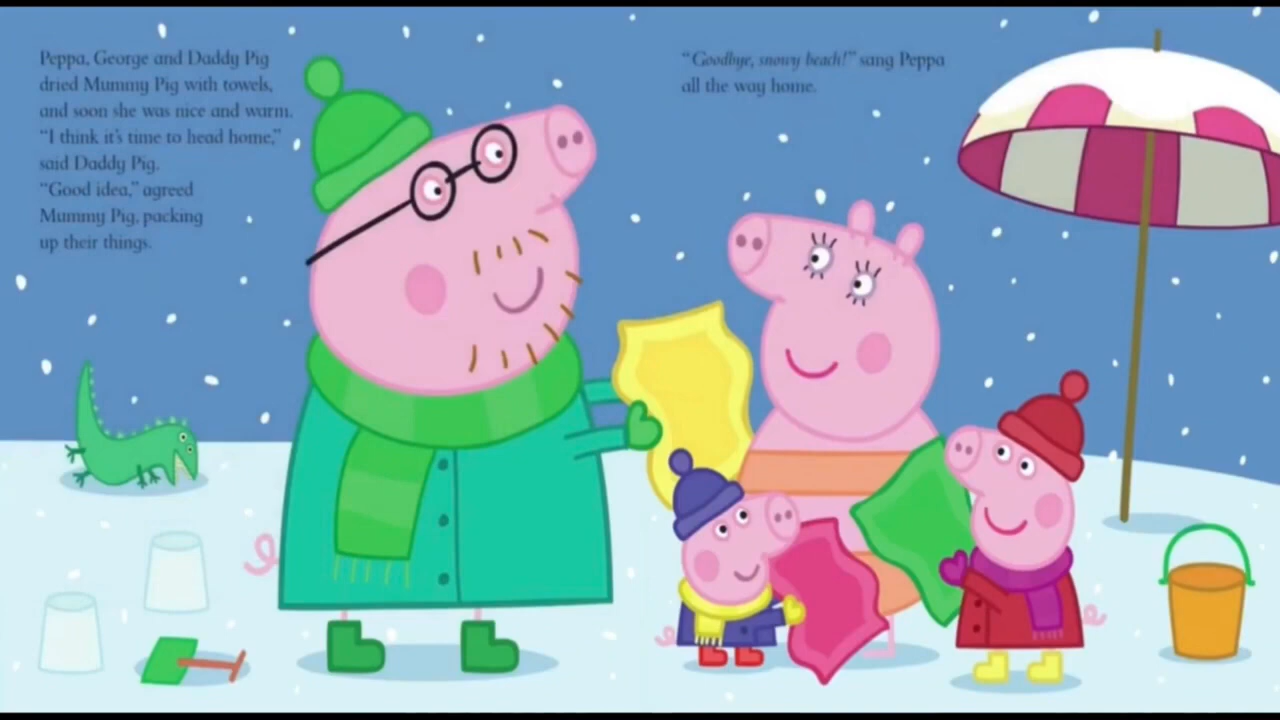 Peppa, George and Daddy Pig
dried Mummy Pig with towels,
and soon she was nice and warm.
“I think it’s time to head home,”
said Daddy Pig.
“Good idea,” agreed
Mummy Pig, packing
up their things.
“Goodbye, snowy beach!” sang Peppa
all the way home.